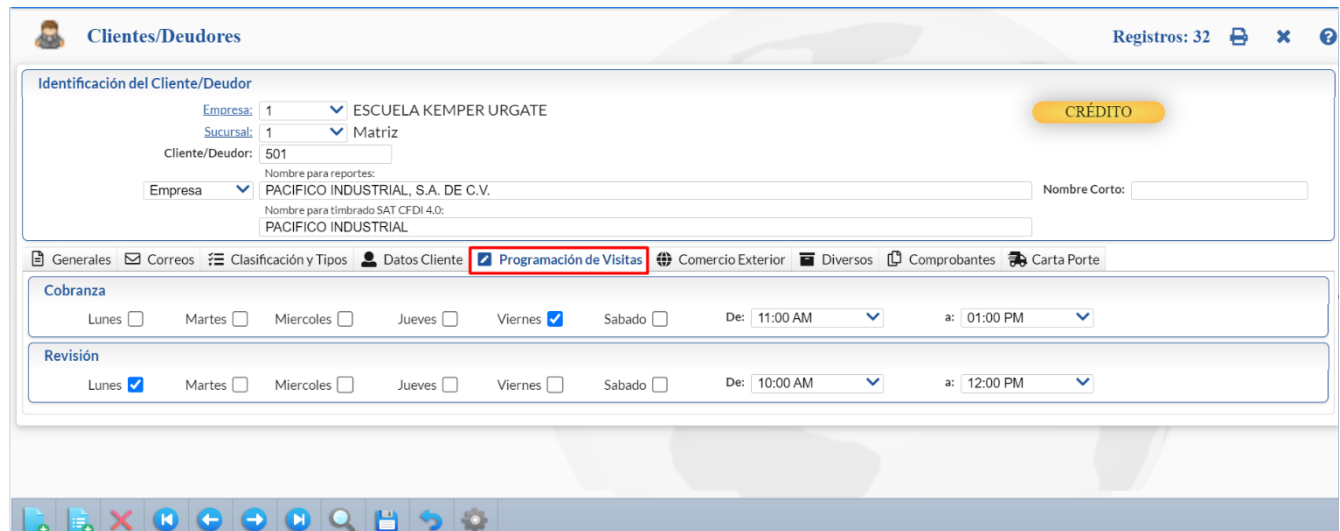 Clientes/Deudores Registros: 32
Identificación del Cliente/Deudor
Empresa: 1 ESCUELA KEMPER URGATE CRÉDITO
Sucursal: 1 Matriz
Cliente/Deudor: 501
Nombre para reportes:
Empresa PACIFICO INDUSTRIAL, S.A. DE C.V. Nombre Corto:
Nombre para timbrado SAT CFDI 4.0:
PACIFICO INDUSTRIAL
Generales Correos Clasificación y Tipos Datos Cliente Programación de Visitas Comercio Exterior Diversos Comprobantes Carta Porte
Cobranza
Lunes Martes Miercoles Jueves Viernes Sabado De: 11:00 AM a: 01:00 PM
Revisión
Lunes Martes Miercoles Jueves Viernes Sabado De: 10:00 AM a: 12:00 PM